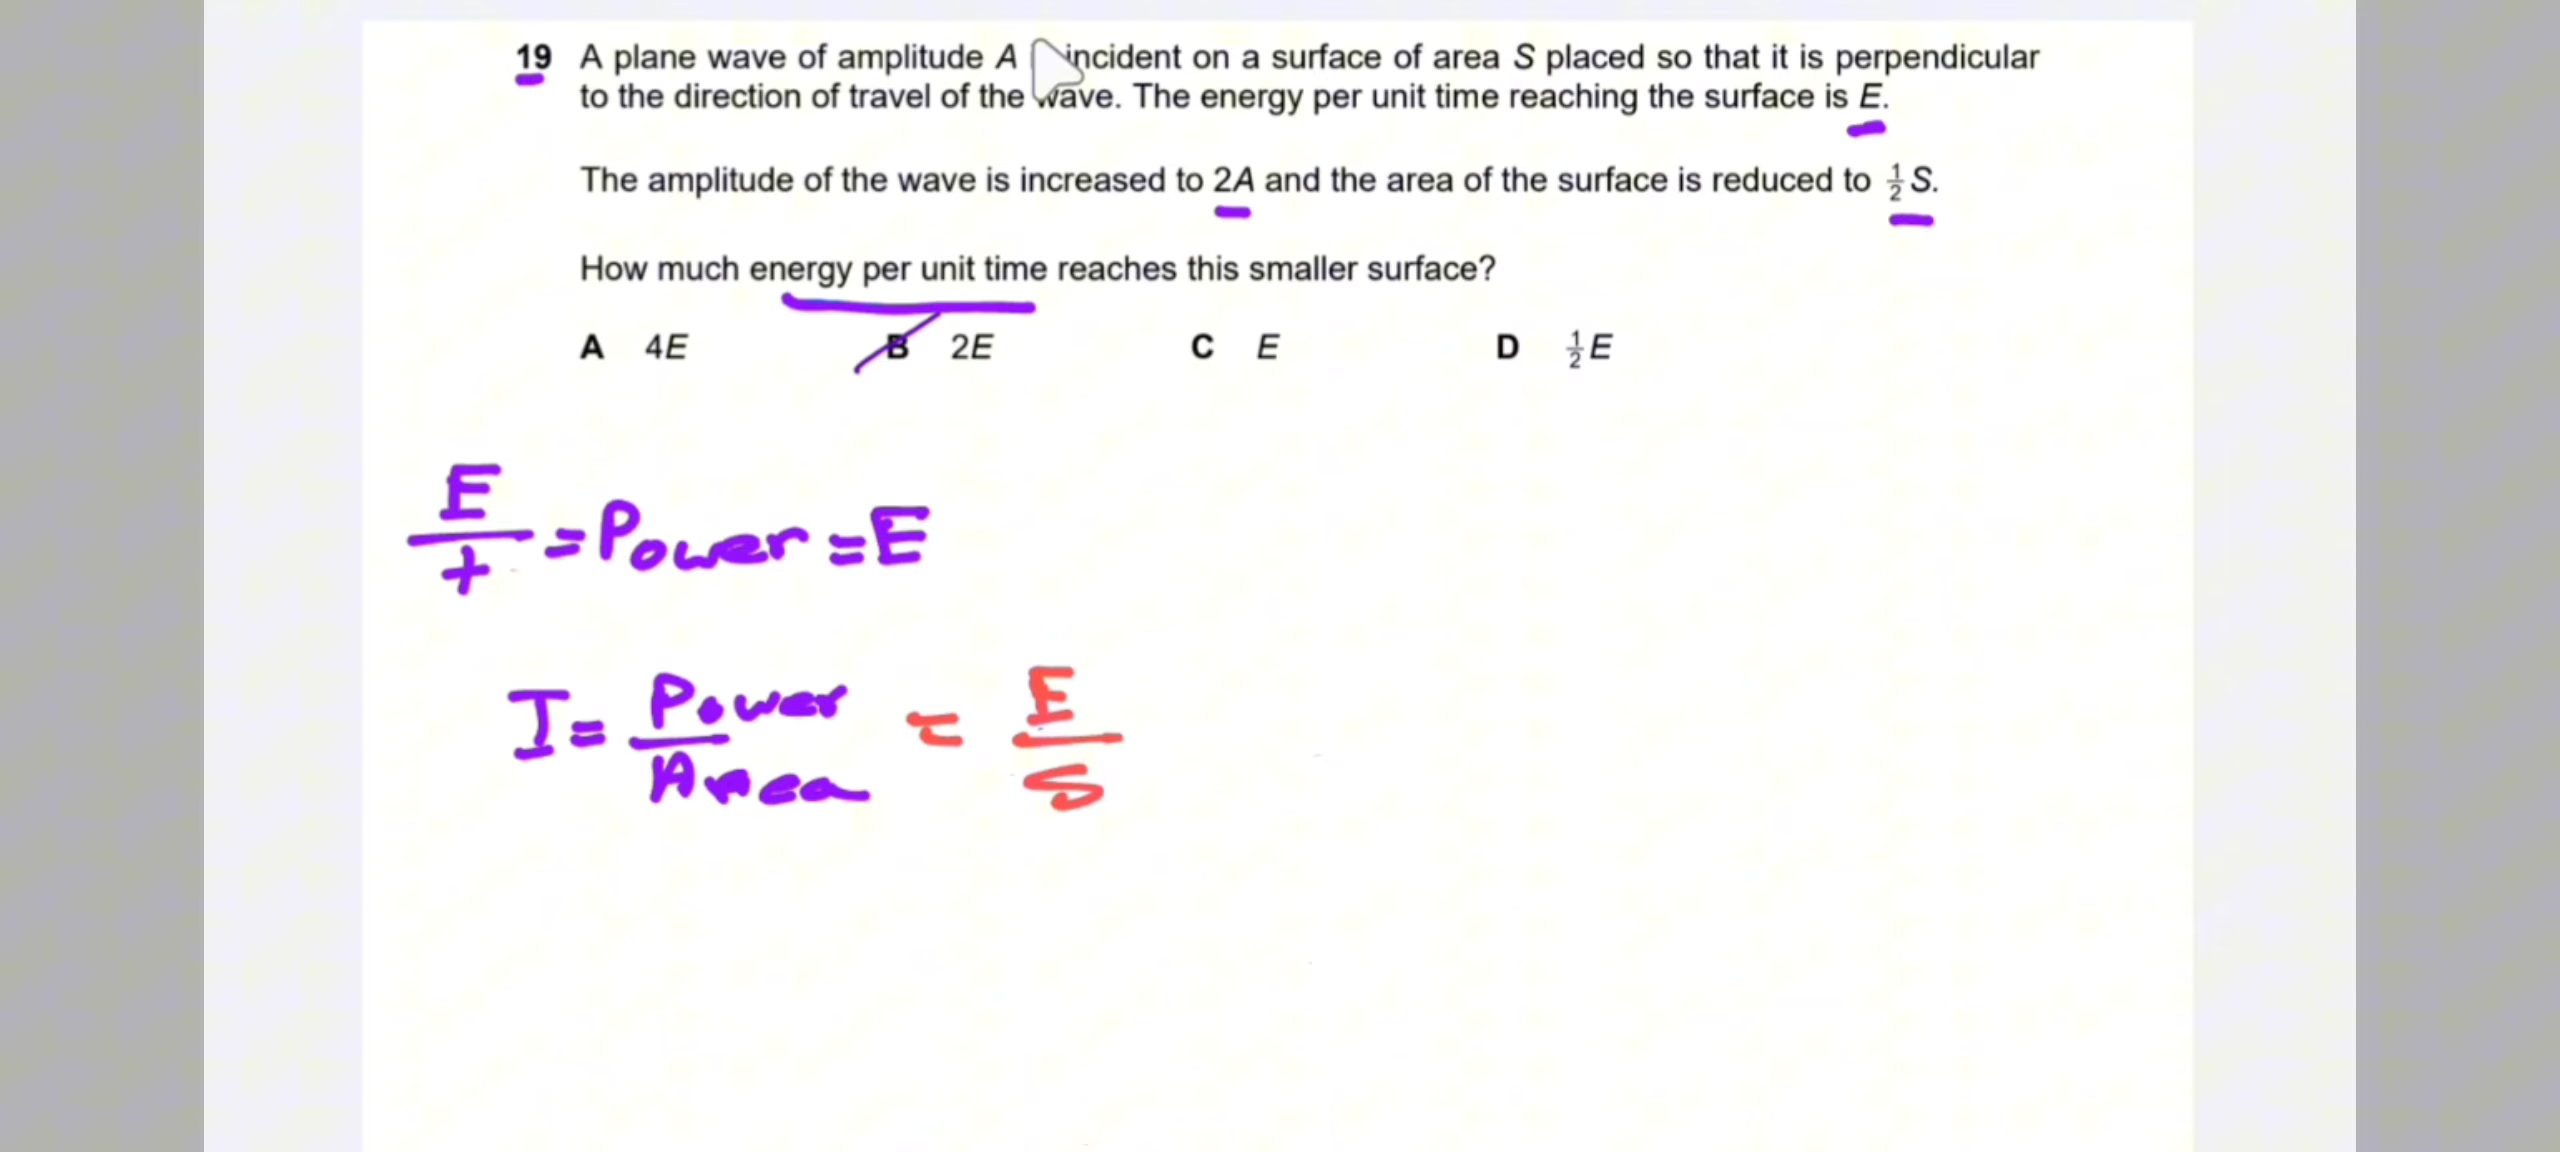 19 A plane wave of amplitude A incident on a surface of area S placed so that it is perpendicular
to the direction of travel of the wave. The energy per unit time reaching the surface is E.
The amplitude of the wave is increased to 2A and the area of the surface is reduced to ½S.
How much energy per unit time reaches this smaller surface?
A 4E B 2E C E D ½E
E/t = Power = E
I = Power/Area = E/S